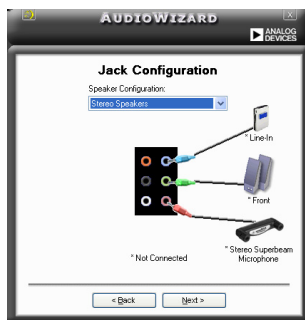 AudioWizard
X
ANALOG
DEVICES
Jack Configuration
Speaker Configuration:
Stereo Speakers
* Line-In
* Front
* Stereo Superbeam
Microphone
* Not Connected
< Back
Next >